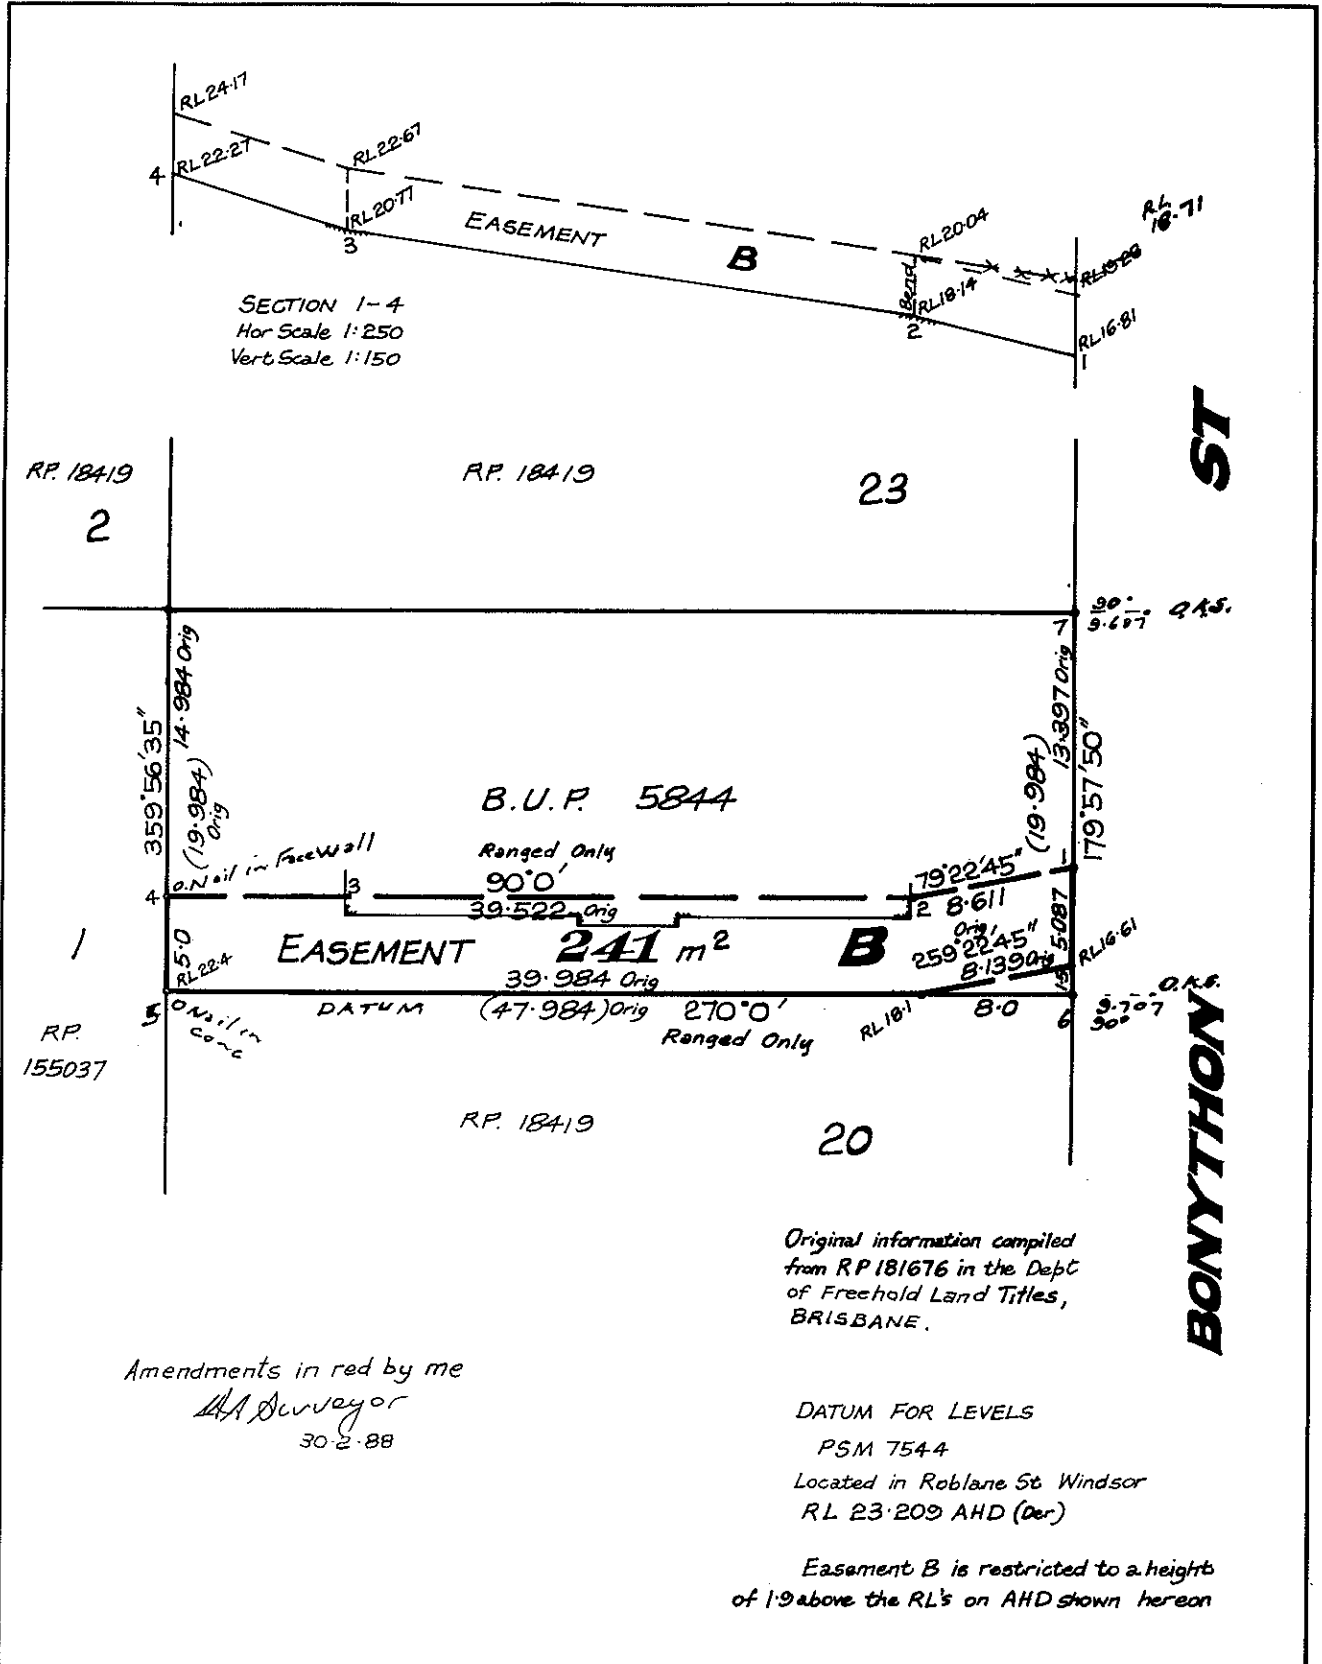 RL 24·17
RL 22·27
4
RL 22·67
RL 20·77
3
EASEMENT
B
RL 20·04
Bend
RL 18·14
2
R.L.
18·71
RL 16·81
1
SECTION 1-4
Hor Scale 1:250
Vert Scale 1:150
ST
RP. 18419
2
RP. 18419
23
90°
9·687
O.P.S.
7
14·984 Orig
359°56'35"
(19·984)
Orig
13·397 Orig
(19·984)
179°57'50"
B.U.P. 5844
O.Nail in Face Wall
Ranged Only
90°0'
39·522 Orig
4
3
79°22'45"
8·611
1
2
Orig
259°22'45"
8·139 Orig
5·087
RL 16·61
1
5·0
RL 22·4
EASEMENT 241 m² B
39·984 Orig
DATUM (47·984) Orig 270°0'
Ranged Only
RL 18·1
8·0
1·5
6
O.P.S.
9·707
90°
5
O Nail in
conc
RP.
155037
RP. 18419
20
BONYTHON
Original information compiled
from RP 181676 in the Dept
of Freehold Land Titles,
BRISBANE.
Amendments in red by me
Surveyor
30·2·88
DATUM FOR LEVELS
PSM 7544
Located in Roblane St Windsor
RL 23·209 AHD (Der)
Easement B is restricted to a height
of 1·9 above the RL's on AHD shown hereon